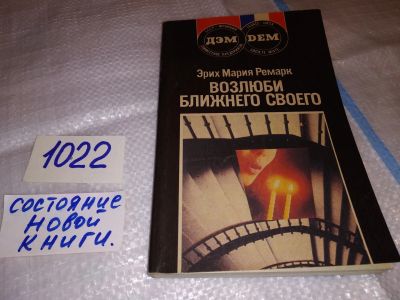 ДЭМ DEM
Эрих Мария Ремарк
ВОЗЛЮБИ
БЛИЖНЕГО СВОЕГО
1022
СОСТОЯНИЕ
НОВОЙ
КНИГИ.